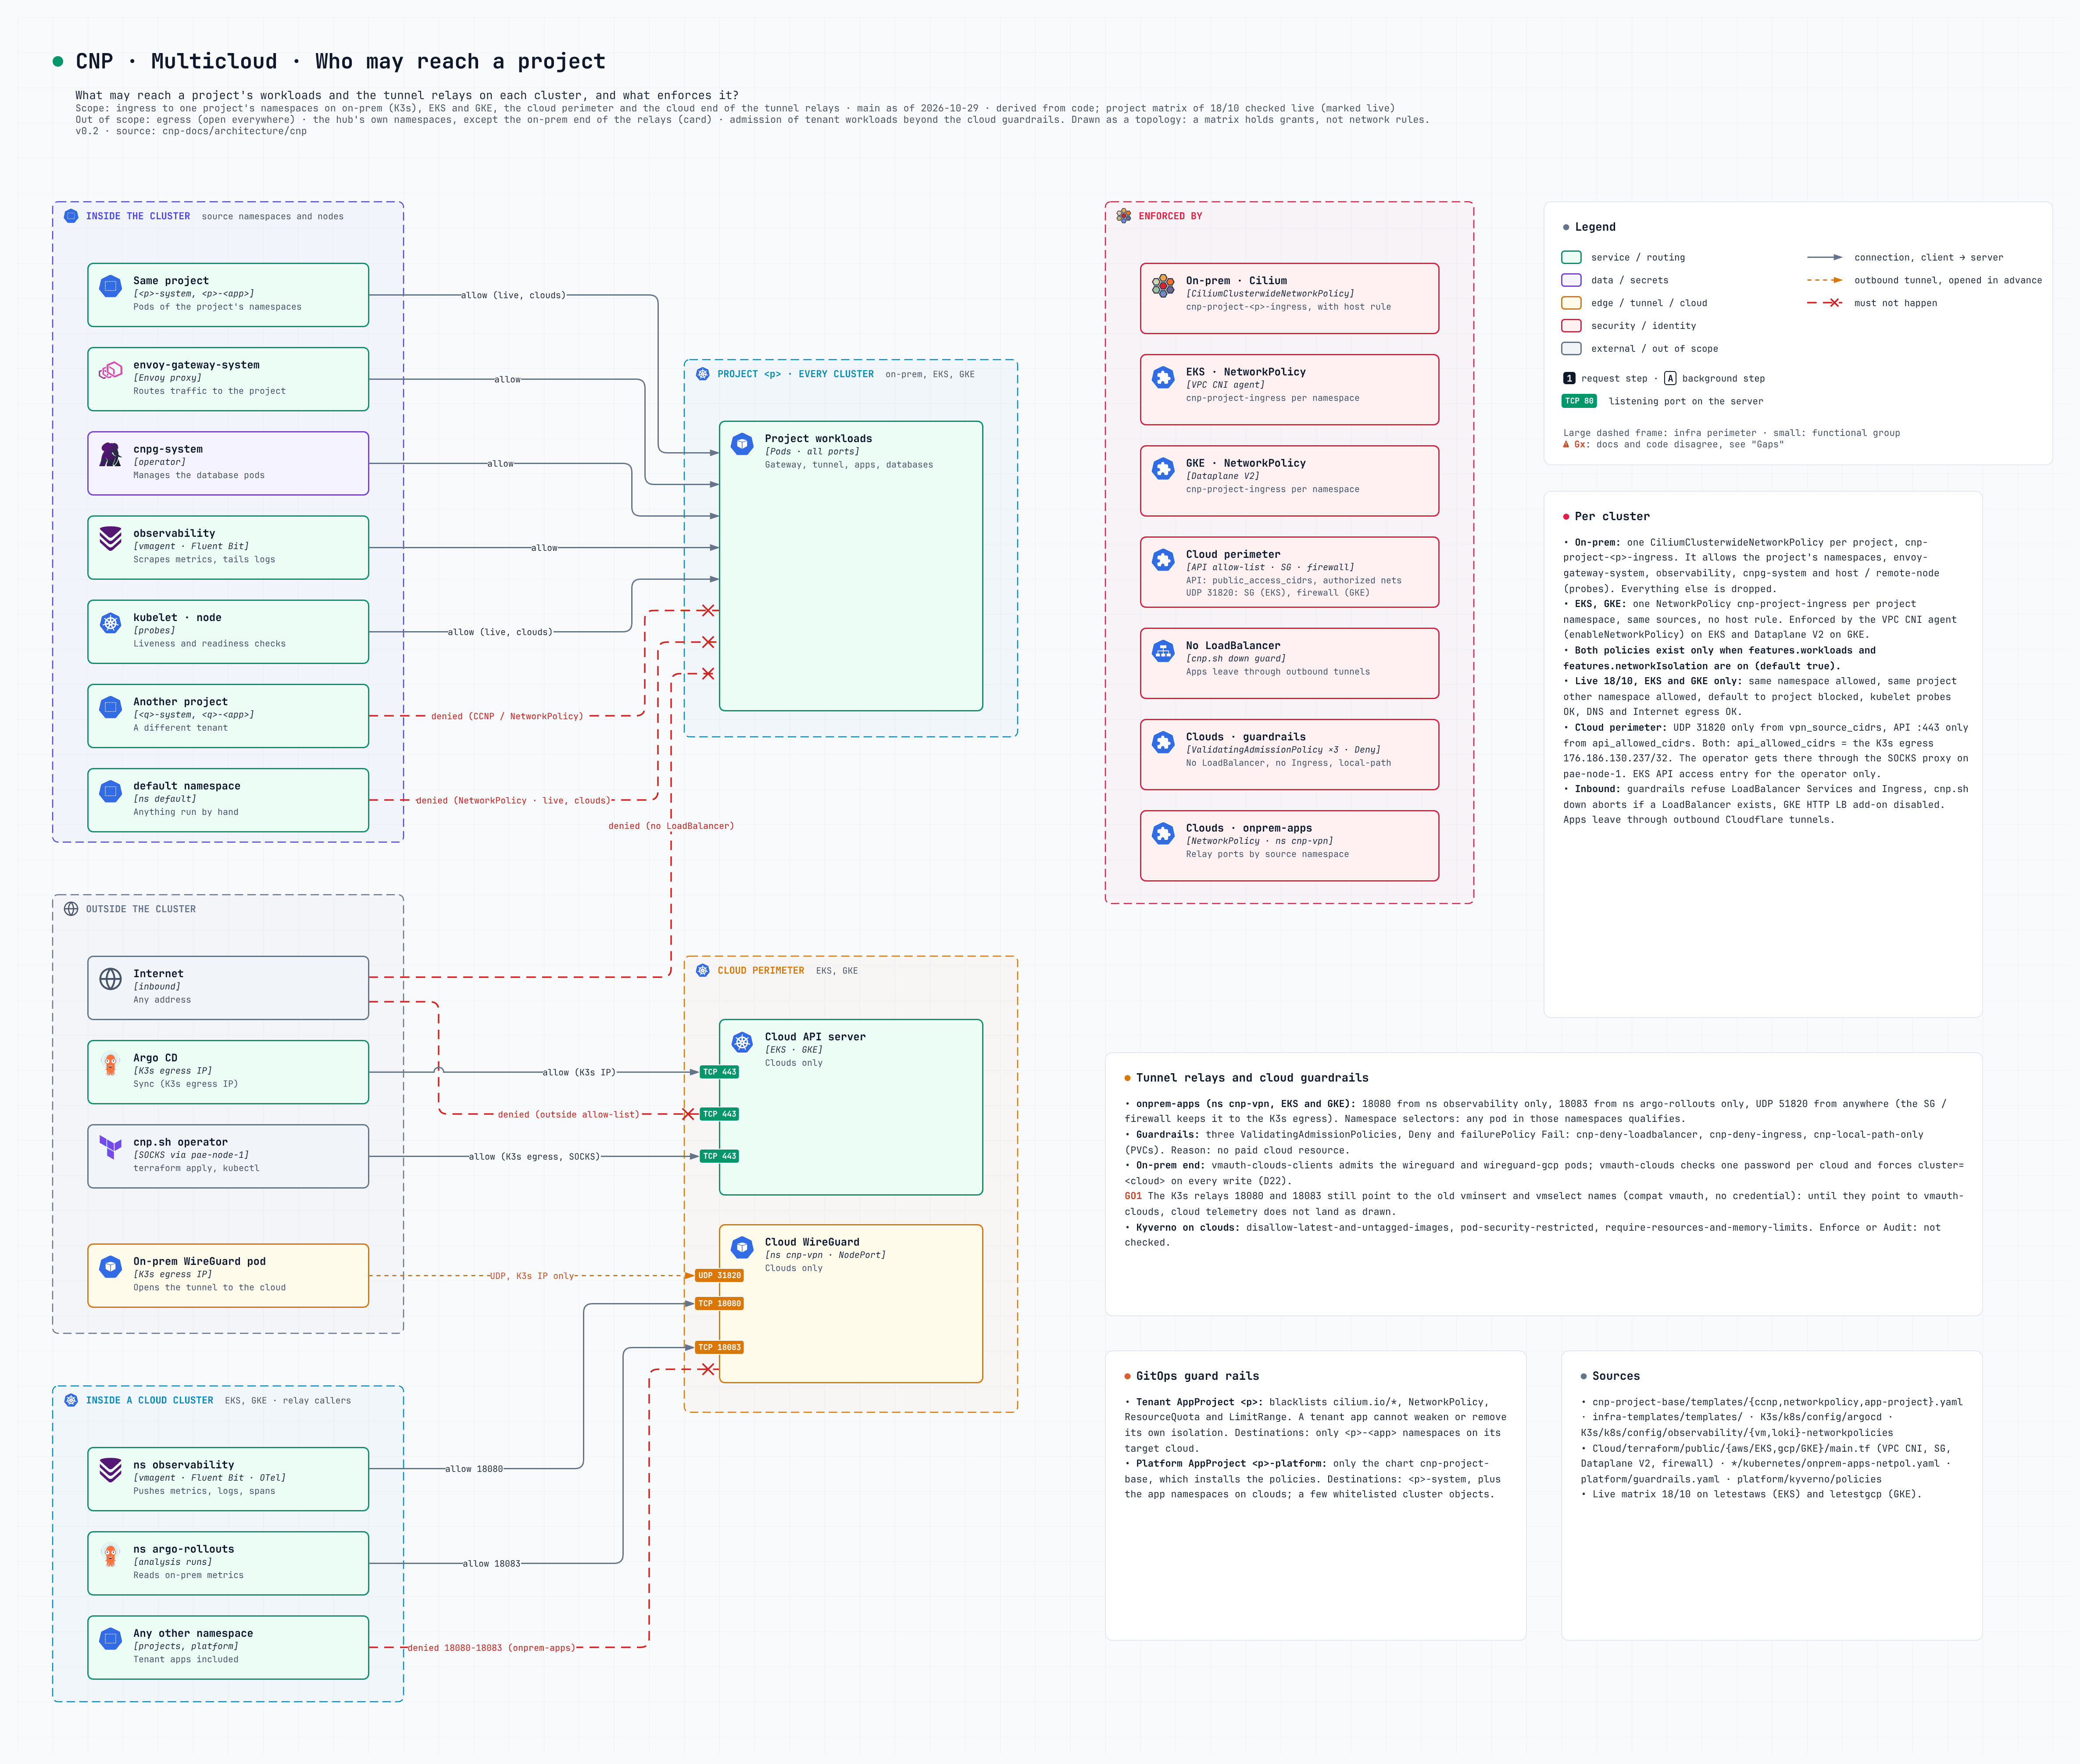 CNP · Multicloud · Who may reach a project
What may reach a project's workloads and the tunnel relays on each cluster, and what enforces it?
Scope: ingress to one project's namespaces on on-prem (K3s), EKS and GKE, the cloud perimeter and the cloud end of the tunnel relays · main as of 2026-10-29 · derived from code; project matrix of 18/10 checked live (marked live)
Out of scope: egress (open everywhere) · the hub's own namespaces, except the on-prem end of the relays (card) · admission of tenant workloads beyond the cloud guardrails. Drawn as a topology: a matrix holds grants, not network rules.
v0.2 · source: cnp-docs/architecture/cnp
INSIDE THE CLUSTER source namespaces and nodes
Same project
[<p>-system, <p>-<app>]
Pods of the project's namespaces
envoy-gateway-system
[Envoy proxy]
Routes traffic to the project
cnpg-system
[operator]
Manages the database pods
observability
[vmagent · Fluent Bit]
Scrapes metrics, tails logs
kubelet · node
[probes]
Liveness and readiness checks
Another project
[<q>-system, <q>-<app>]
A different tenant
default namespace
[ns default]
Anything run by hand
allow (live, clouds)
allow
allow
allow
allow (live, clouds)
denied (CCNP / NetworkPolicy)
denied (NetworkPolicy · live, clouds)
denied (no LoadBalancer)
PROJECT <p> · EVERY CLUSTER on-prem, EKS, GKE
Project workloads
[Pods · all ports]
Gateway, tunnel, apps, databases
OUTSIDE THE CLUSTER
Internet
[inbound]
Any address
Argo CD
[K3s egress IP]
Sync (K3s egress IP)
cnp.sh operator
[SOCKS via pae-node-1]
terraform apply, kubectl
On-prem WireGuard pod
[K3s egress IP]
Opens the tunnel to the cloud
allow (K3s IP)
denied (outside allow-list)
allow (K3s egress, SOCKS)
UDP, K3s IP only
CLOUD PERIMETER EKS, GKE
Cloud API server
[EKS · GKE]
Clouds only
TCP 443
TCP 443
TCP 443
Cloud WireGuard
[ns cnp-vpn · NodePort]
Clouds only
UDP 31820
TCP 18080
TCP 18083
INSIDE A CLOUD CLUSTER EKS, GKE · relay callers
ns observability
[vmagent · Fluent Bit · OTel]
Pushes metrics, logs, spans
ns argo-rollouts
[analysis runs]
Reads on-prem metrics
Any other namespace
[projects, platform]
Tenant apps included
allow 18080
allow 18083
denied 18080-18083 (onprem-apps)
ENFORCED BY
On-prem · Cilium
[CiliumClusterwideNetworkPolicy]
cnp-project-<p>-ingress, with host rule
EKS · NetworkPolicy
[VPC CNI agent]
cnp-project-ingress per namespace
GKE · NetworkPolicy
[Dataplane V2]
cnp-project-ingress per namespace
Cloud perimeter
[API allow-list · SG · firewall]
API: public_access_cidrs, authorized nets
UDP 31820: SG (EKS), firewall (GKE)
No LoadBalancer
[cnp.sh down guard]
Apps leave through outbound tunnels
Clouds · guardrails
[ValidatingAdmissionPolicy ×3 · Deny]
No LoadBalancer, no Ingress, local-path
Clouds · onprem-apps
[NetworkPolicy · ns cnp-vpn]
Relay ports by source namespace
Legend
service / routing
data / secrets
edge / tunnel / cloud
security / identity
external / out of scope
connection, client → server
outbound tunnel, opened in advance
must not happen
1 request step · A background step
TCP 80 listening port on the server
Large dashed frame: infra perimeter · small: functional group
▲ Gx: docs and code disagree, see "Gaps"
Per cluster
• On-prem: one CiliumClusterwideNetworkPolicy per project, cnp-
project-<p>-ingress. It allows the project's namespaces, envoy-
gateway-system, observability, cnpg-system and host / remote-node
(probes). Everything else is dropped.
• EKS, GKE: one NetworkPolicy cnp-project-ingress per project
namespace, same sources, no host rule. Enforced by the VPC CNI agent
(enableNetworkPolicy) on EKS and Dataplane V2 on GKE.
• Both policies exist only when features.workloads and
features.networkIsolation are on (default true).
• Live 18/10, EKS and GKE only: same namespace allowed, same project
other namespace allowed, default to project blocked, kubelet probes
OK, DNS and Internet egress OK.
• Cloud perimeter: UDP 31820 only from vpn_source_cidrs, API :443 only
from api_allowed_cidrs. Both: api_allowed_cidrs = the K3s egress
176.186.130.237/32. The operator gets there through the SOCKS proxy on
pae-node-1. EKS API access entry for the operator only.
• Inbound: guardrails refuse LoadBalancer Services and Ingress, cnp.sh
down aborts if a LoadBalancer exists, GKE HTTP LB add-on disabled.
Apps leave through outbound Cloudflare tunnels.
Tunnel relays and cloud guardrails
• onprem-apps (ns cnp-vpn, EKS and GKE): 18080 from ns observability only, 18083 from ns argo-rollouts only, UDP 51820 from anywhere (the SG /
firewall keeps it to the K3s egress). Namespace selectors: any pod in those namespaces qualifies.
• Guardrails: three ValidatingAdmissionPolicies, Deny and failurePolicy Fail: cnp-deny-loadbalancer, cnp-deny-ingress, cnp-local-path-only
(PVCs). Reason: no paid cloud resource.
• On-prem end: vmauth-clouds-clients admits the wireguard and wireguard-gcp pods; vmauth-clouds checks one password per cloud and forces cluster=
<cloud> on every write (D22).
G01 The K3s relays 18080 and 18083 still point to the old vminsert and vmselect names (compat vmauth, no credential): until they point to vmauth-
clouds, cloud telemetry does not land as drawn.
• Kyverno on clouds: disallow-latest-and-untagged-images, pod-security-restricted, require-resources-and-memory-limits. Enforce or Audit: not
checked.
GitOps guard rails
• Tenant AppProject <p>: blacklists cilium.io/*, NetworkPolicy,
ResourceQuota and LimitRange. A tenant app cannot weaken or remove
its own isolation. Destinations: only <p>-<app> namespaces on its
target cloud.
• Platform AppProject <p>-platform: only the chart cnp-project-
base, which installs the policies. Destinations: <p>-system, plus
the app namespaces on clouds; a few whitelisted cluster objects.
Sources
• cnp-project-base/templates/{ccnp,networkpolicy,app-project}.yaml
· infra-templates/templates/ · K3s/k8s/config/argocd ·
K3s/k8s/config/observability/{vm,loki}-networkpolicies
• Cloud/terraform/public/{aws/EKS,gcp/GKE}/main.tf (VPC CNI, SG,
Dataplane V2, firewall) · */kubernetes/onprem-apps-netpol.yaml ·
platform/guardrails.yaml · platform/kyverno/policies
• Live matrix 18/10 on letestaws (EKS) and letestgcp (GKE).